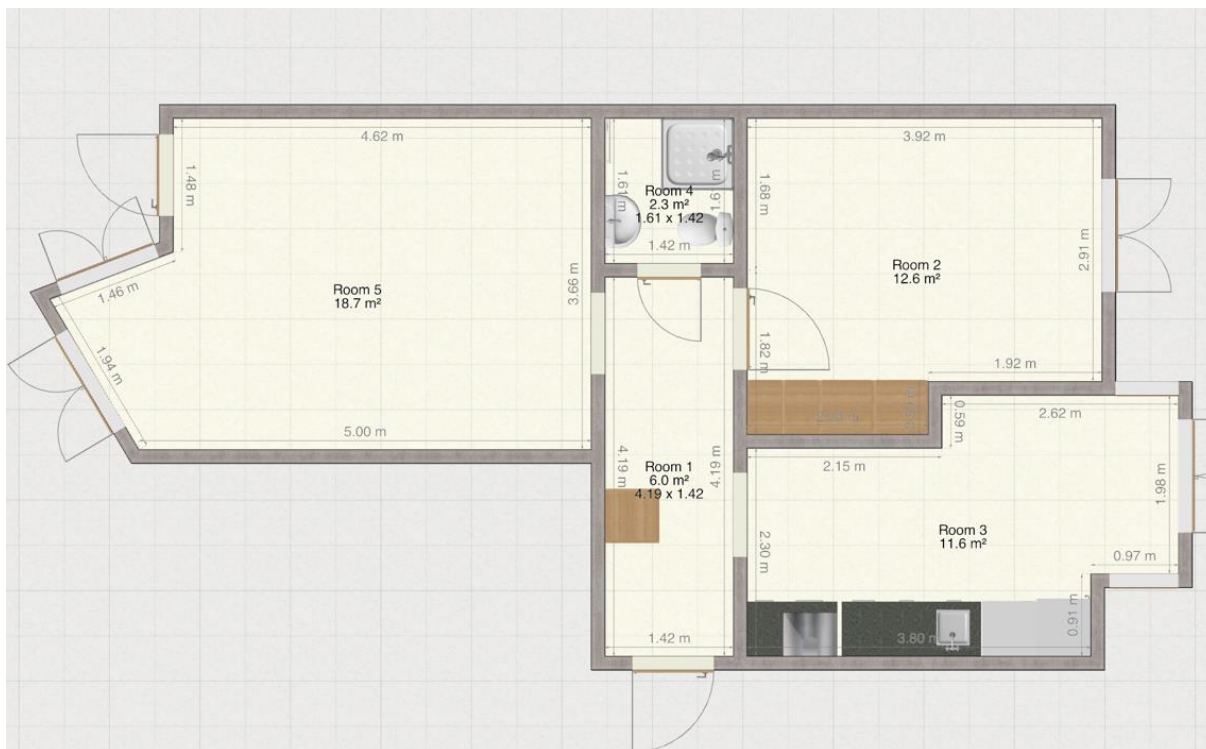 4.62 m
3.92 m
1.48 m
1.61 m
1.68 m
Room 4
2.3 m²
1.61 x 1.42
1.42 m
2.91 m
Room 2
12.6 m²
3.66 m
Room 5
18.7 m²
1.46 m
1.94 m
1.82 m
1.92 m
0.59 m
2.62 m
5.00 m
4.19 m
Room 1
6.0 m²
4.19 x 1.42
4.19 m
2.15 m
1.98 m
Room 3
11.6 m²
2.30 m
0.97 m
0.91 m
1.42 m
3.80